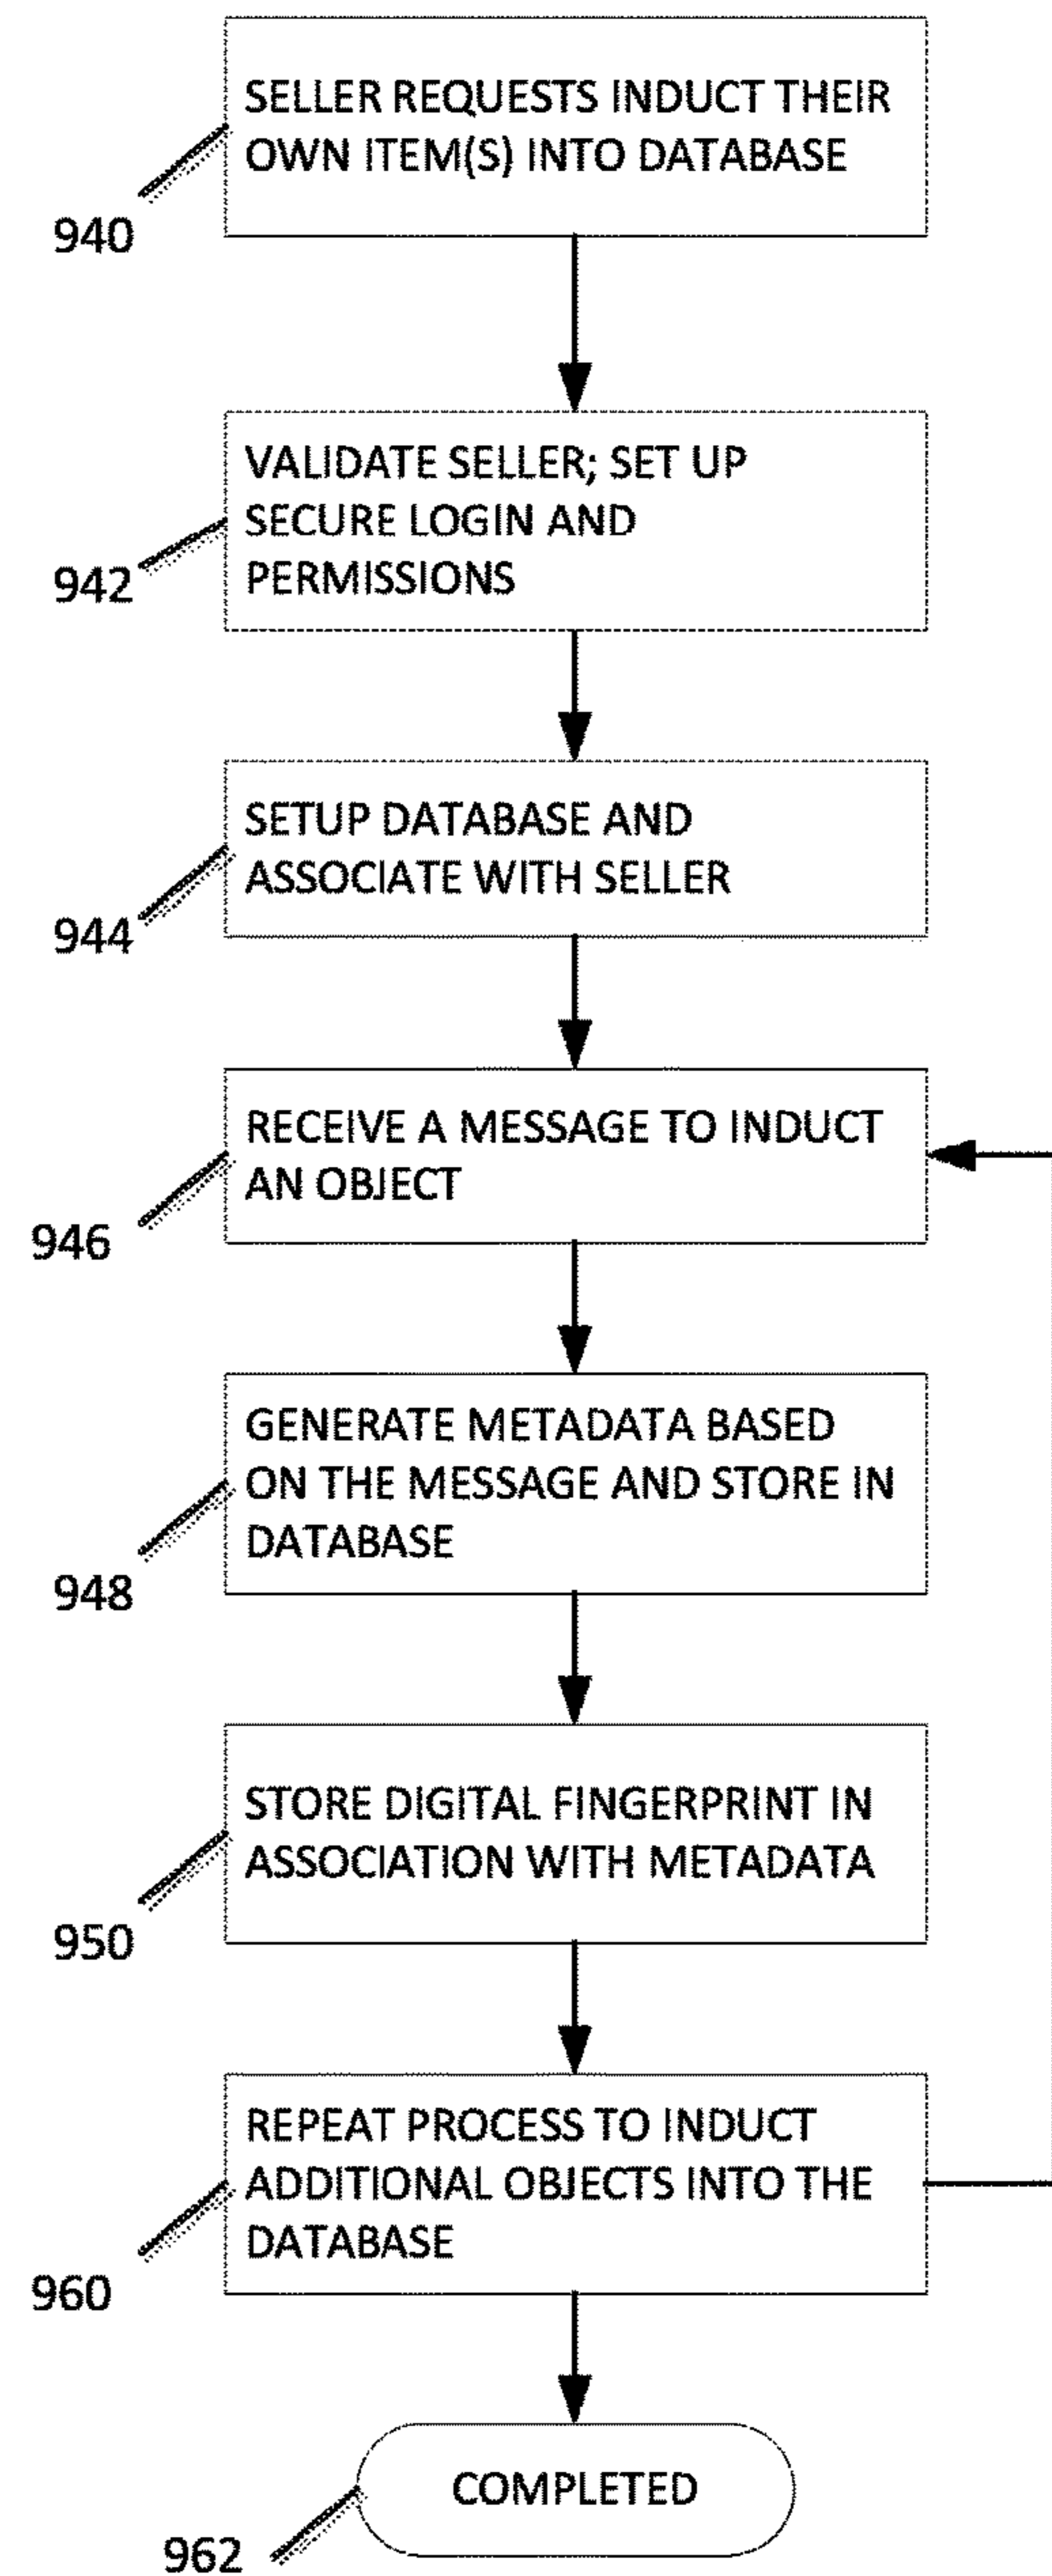 SELLER REQUESTS INDUCT THEIR
OWN ITEM(S) INTO DATABASE
940
VALIDATE SELLER; SET UP
SECURE LOGIN AND
PERMISSIONS
942
SETUP DATABASE AND
ASSOCIATE WITH SELLER
944
RECEIVE A MESSAGE TO INDUCT
AN OBJECT
946
GENERATE METADATA BASED
ON THE MESSAGE AND STORE IN
DATABASE
948
STORE DIGITAL FINGERPRINT IN
ASSOCIATION WITH METADATA
950
REPEAT PROCESS TO INDUCT
ADDITIONAL OBJECTS INTO THE
DATABASE
960
COMPLETED
962